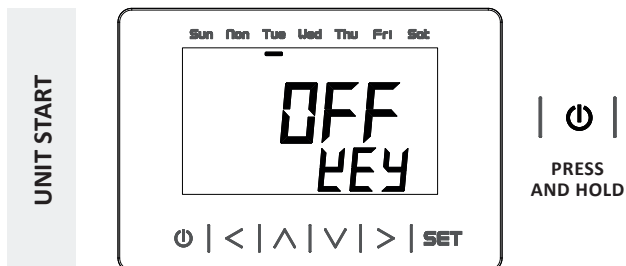 UNIT START
Sun Mon Tue Wed Thu Fri Sat
OFF
KEY
SET
PRESS
AND HOLD